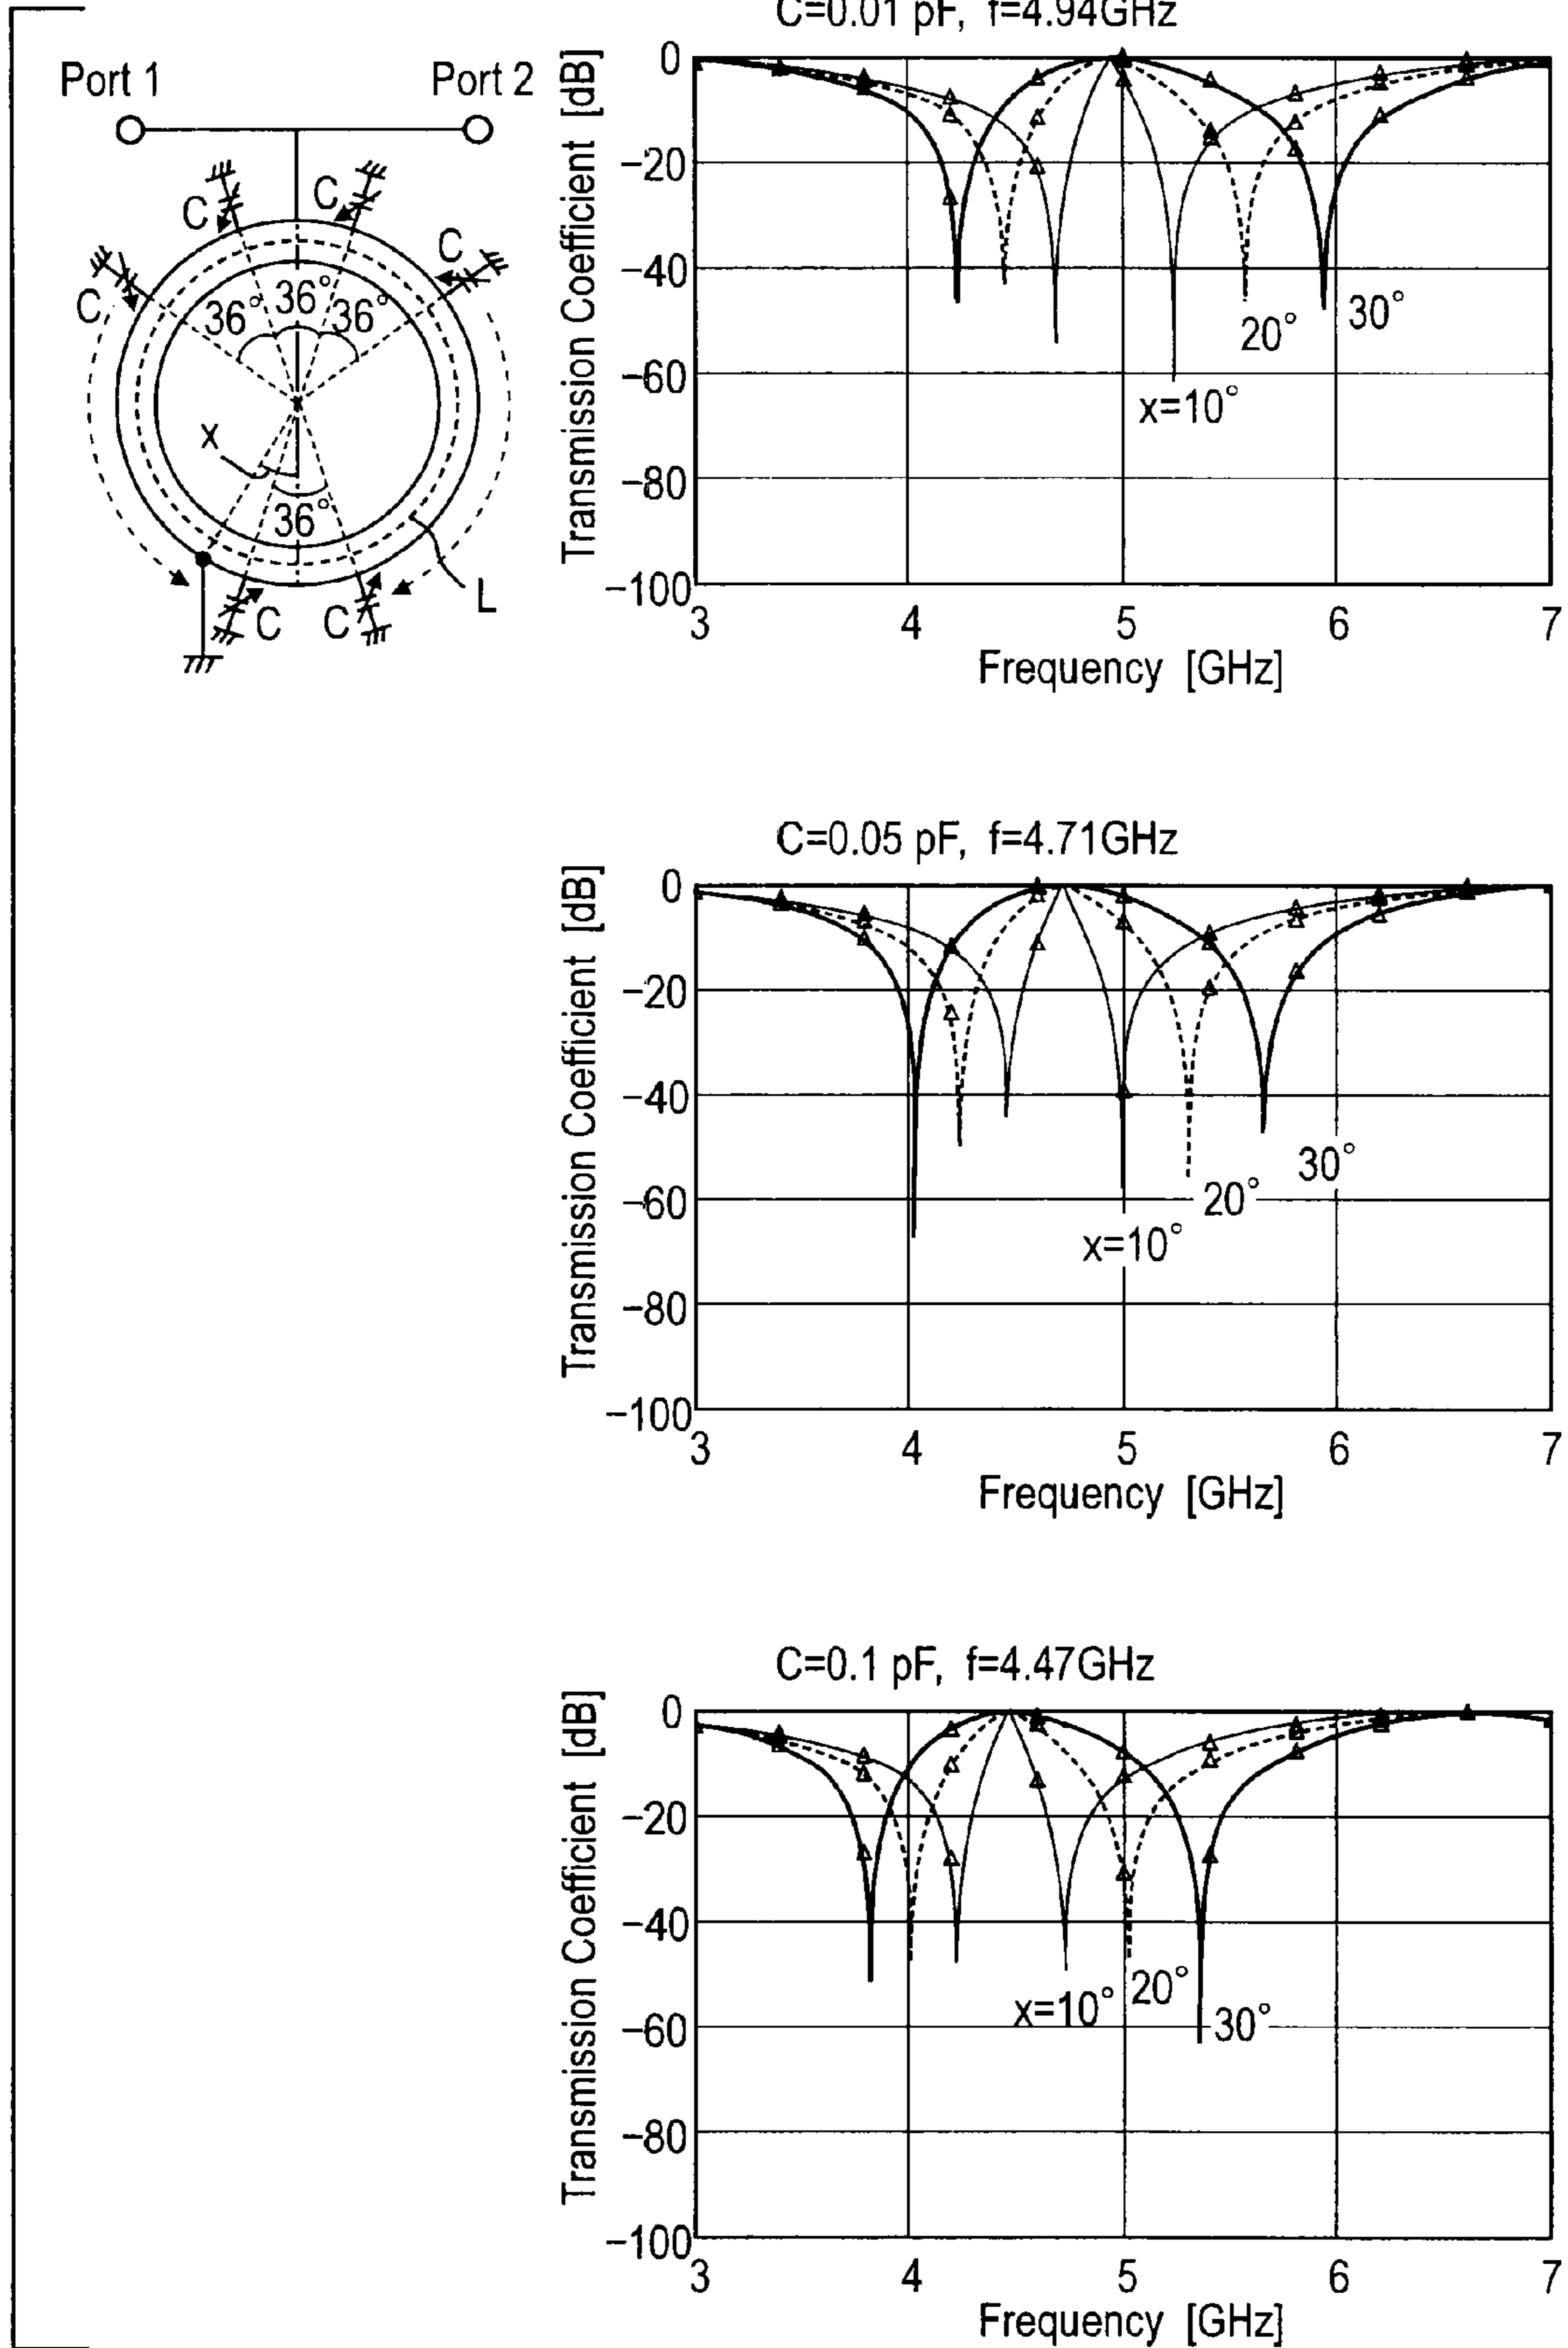 Port 1
Port 2
C
C
C
C
36°
36°
36°
x
36°
L
C
C
C=0.01 pF, f=4.94GHz
Transmission Coefficient [dB]
0
−20
−40
−60
−80
−100
20°
30°
x=10°
3
4
5
6
7
Frequency [GHz]
C=0.05 pF, f=4.71GHz
Transmission Coefficient [dB]
0
−20
−40
−60
−80
−100
30°
20°
x=10°
3
4
5
6
7
Frequency [GHz]
C=0.1 pF, f=4.47GHz
Transmission Coefficient [dB]
0
−20
−40
−60
−80
−100
x=10°
20°
30°
3
4
5
6
7
Frequency [GHz]